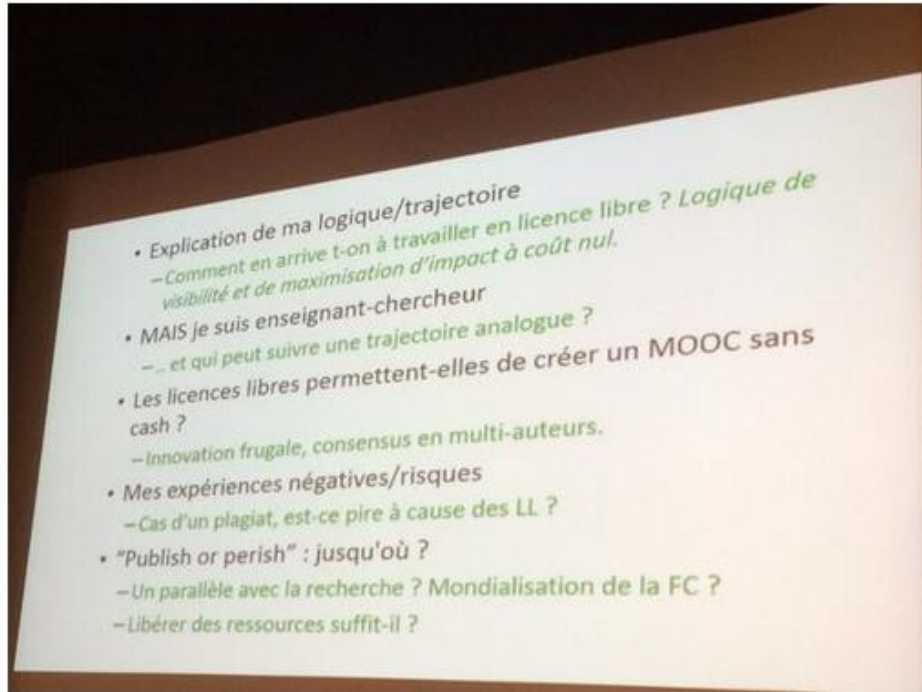 • Explication de ma logique/trajectoire
–Comment en arrive t-on à travailler en licence libre ? Logique de
visibilité et de maximisation d'impact à coût nul.
• MAIS je suis enseignant-chercheur
–.. et qui peut suivre une trajectoire analogue ?
• Les licences libres permettent-elles de créer un MOOC sans
cash ?
–Innovation frugale, consensus en multi-auteurs.
• Mes expériences négatives/risques
–Cas d'un plagiat, est-ce pire à cause des LL ?
• "Publish or perish" : jusqu'où ?
–Un parallèle avec la recherche ? Mondialisation de la FC ?
–Libérer des ressources suffit-il ?